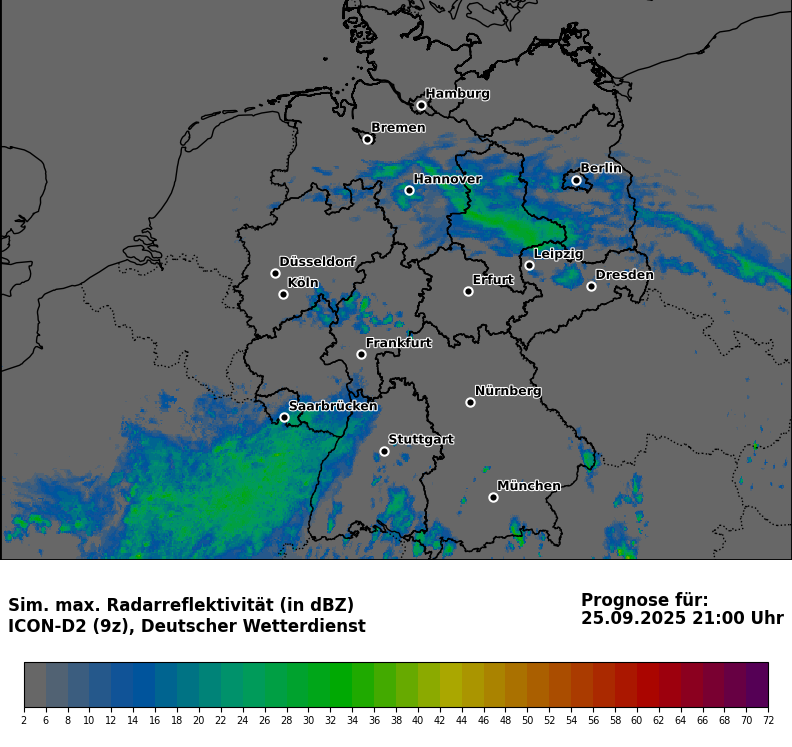 Hamburg
Bremen
Berlin
Hannover
Leipzig
Düsseldorf
Dresden
Köln
Erfurt
Frankfurt
Nürnberg
Saarbrücken
Stuttgart
München
Sim. max. Radarreflektivität (in dBZ)
ICON-D2 (9z), Deutscher Wetterdienst
Prognose für:
25.09.2025 21:00 Uhr
2 6 8 10 12 14 16 18 20 22 24 26 28 30 32 34 36 38 40 42 44 46 48 50 52 54 56 58 60 62 64 66 68 70 72